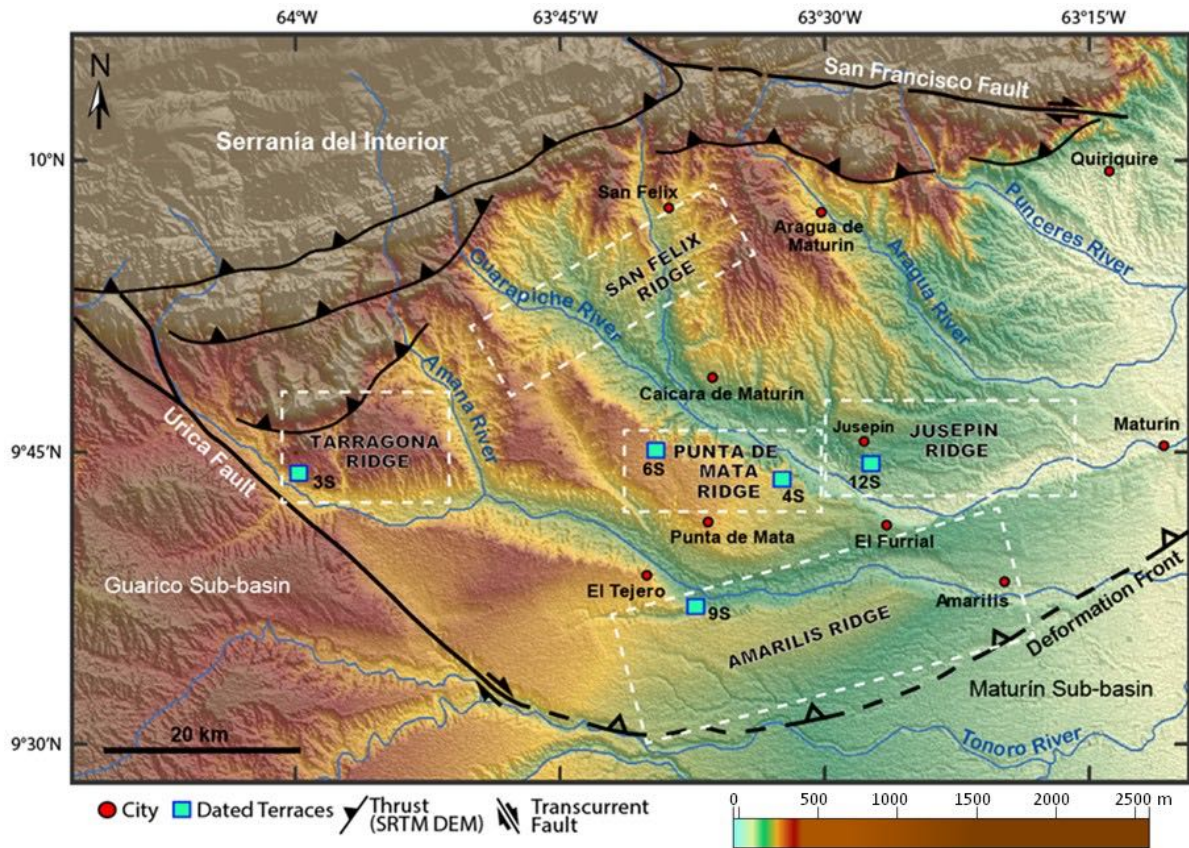 64°W 63°45'W 63°30'W 63°15'W
N
San Francisco Fault
Serranía del Interior
10°N
Quiriquire
San Felix
Punceres River
Aragua de
Maturin
SAN FELIX
RIDGE
Guarapiche River
Aragua River
Amana River
Caicara de Maturín
Urica Fault
TARRAGONA
RIDGE
Jusepin
JUSEPIN
RIDGE
Maturin
9°45'N
6S
PUNTA DE
MATA
RIDGE
3S
4S
12S
Punta de Mata
El Furrial
Guarico Sub-basin
El Tejero
9S
Amarilis
AMARILIS RIDGE
Deformation Front
Maturín Sub-basin
20 km
9°30'N
Tonoro River
City Dated Terraces Thrust
(SRTM DEM) Transcurrent
Fault
0 500 1000 1500 2000 2500 m